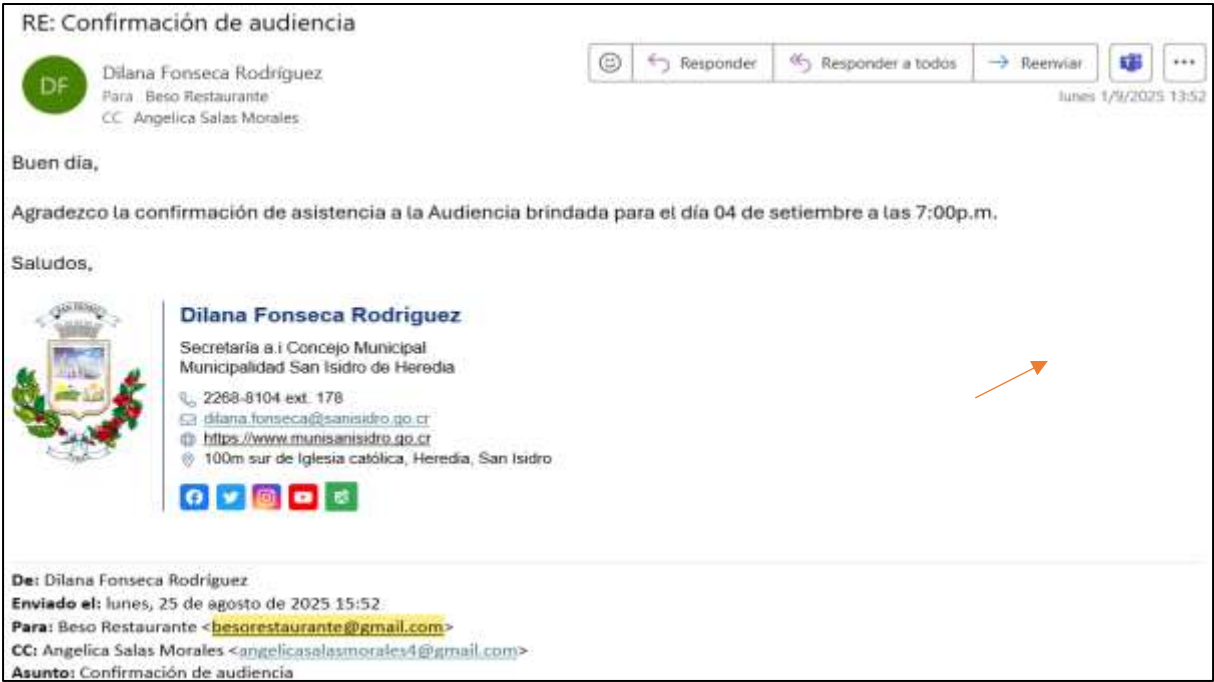 RE: Confirmación de audiencia
DF
Dilana Fonseca Rodríguez
Para Beso Restaurante
CC Angelica Salas Morales
Responder
Responder a todos
Reenviar
lunes 1/9/2025 13:52
Buen día,
Agradezco la confirmación de asistencia a la Audiencia brindada para el día 04 de setiembre a las 7:00p.m.
Saludos,
SAN ISIDRO
Dilana Fonseca Rodriguez
Secretaría a.i Concejo Municipal
Municipalidad San Isidro de Heredia
2268-8104 ext. 178
dilana.fonseca@sanisidro.go.cr
https://www.munisanisidro.go.cr
100m sur de Iglesia católica, Heredia, San Isidro
De: Dilana Fonseca Rodríguez
Enviado el: lunes, 25 de agosto de 2025 15:52
Para: Beso Restaurante <besorestaurante@gmail.com>
CC: Angelica Salas Morales <angelicasalasmorales4@gmail.com>
Asunto: Confirmación de audiencia